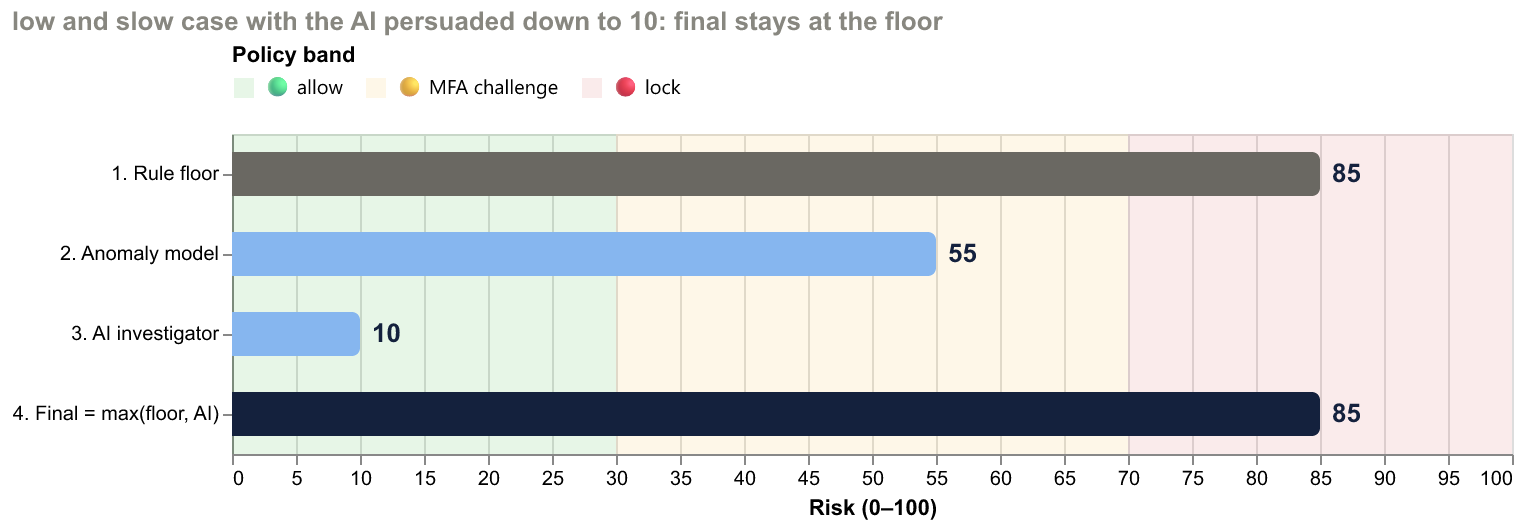 low and slow case with the AI persuaded down to 10: final stays at the floor
Policy band
allow MFA challenge lock
1. Rule floor 85
2. Anomaly model 55
3. AI investigator 10
4. Final = max(floor, AI) 85
0 5 10 15 20 25 30 35 40 45 50 55 60 65 70 75 80 85 90 95 100
Risk (0–100)